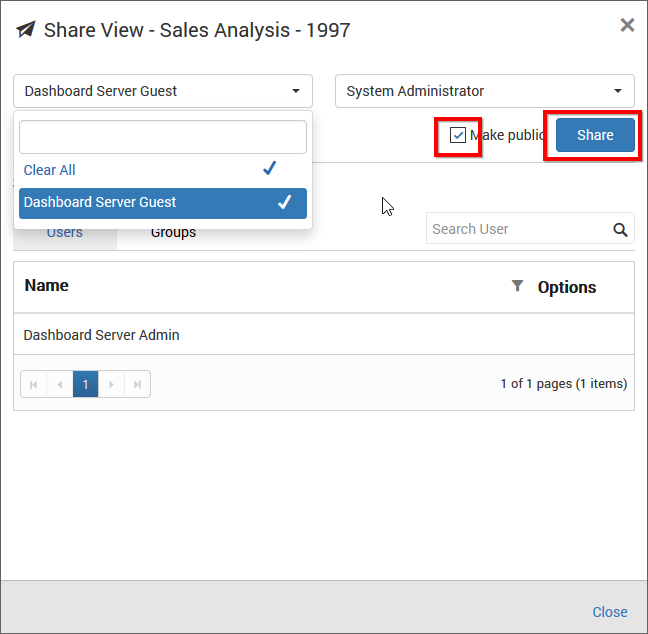 Share View - Sales Analysis - 1997
Dashboard Server Guest
System Administrator
Make public
Share
Clear All
Dashboard Server Guest
Users
Groups
Search User
Name
Options
Dashboard Server Admin
1
1 of 1 pages (1 items)
Close